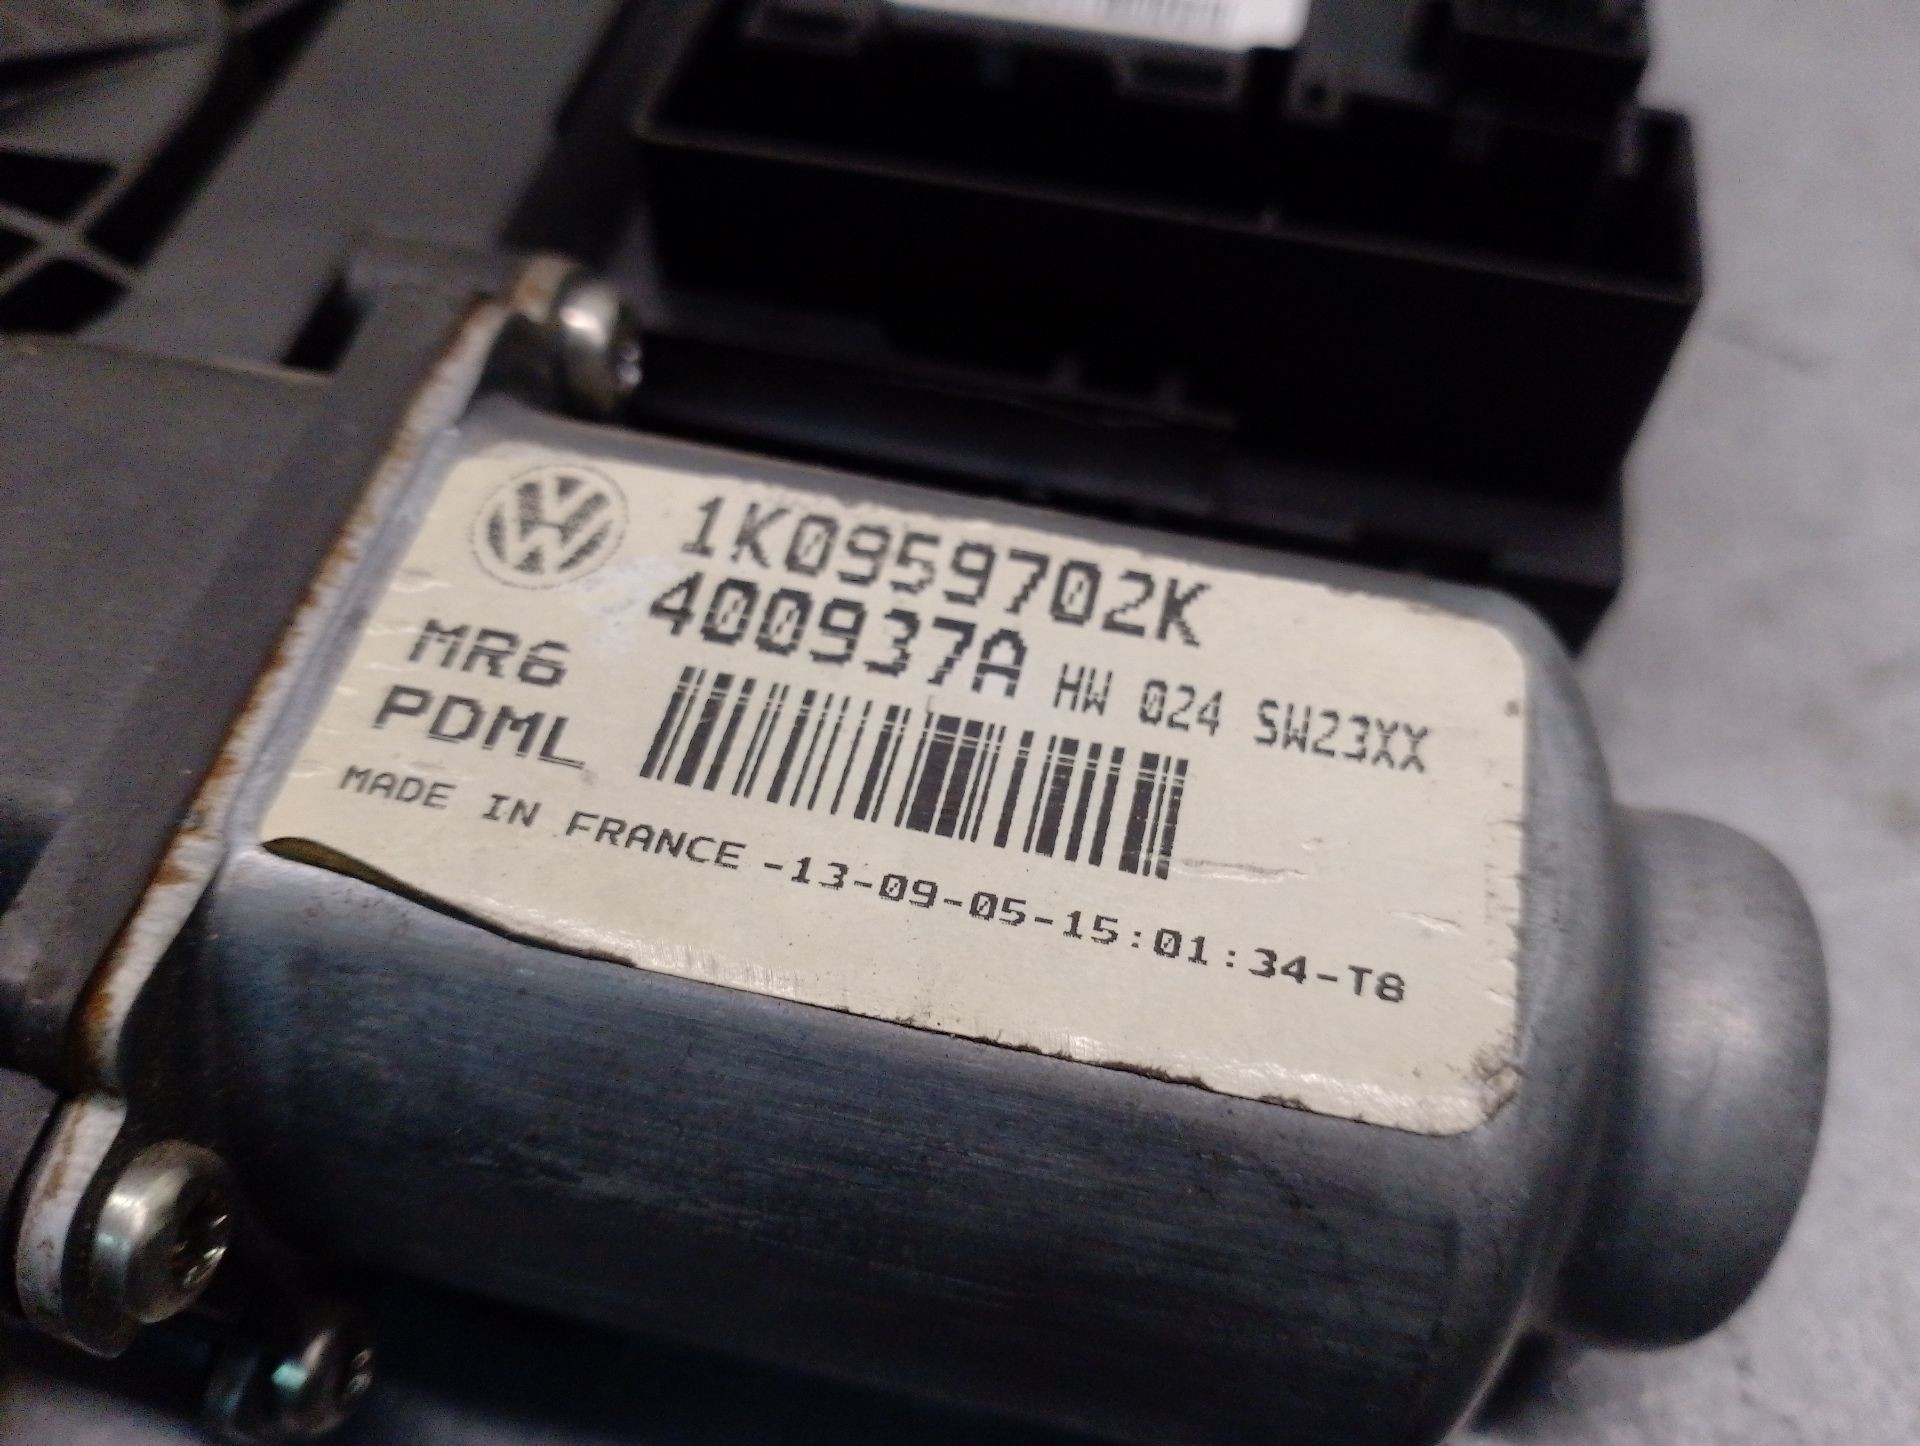 1K0959702K
400937A HW 024 SW23XX
MR6
PDML
MADE IN FRANCE -13-09-05-15:01:34-T8